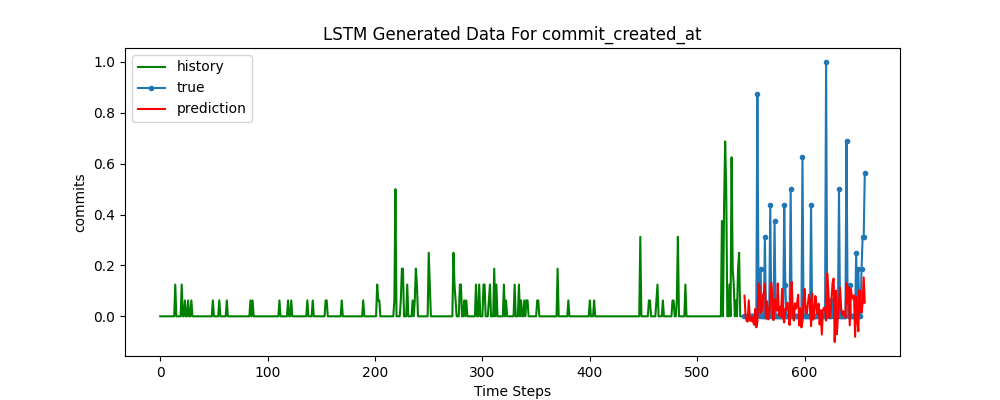 LSTM Generated Data For commit_created_at
history
true
prediction
1.0
0.8
0.6
0.4
0.2
0.0
commits
0
100
200
300
400
500
600
Time Steps